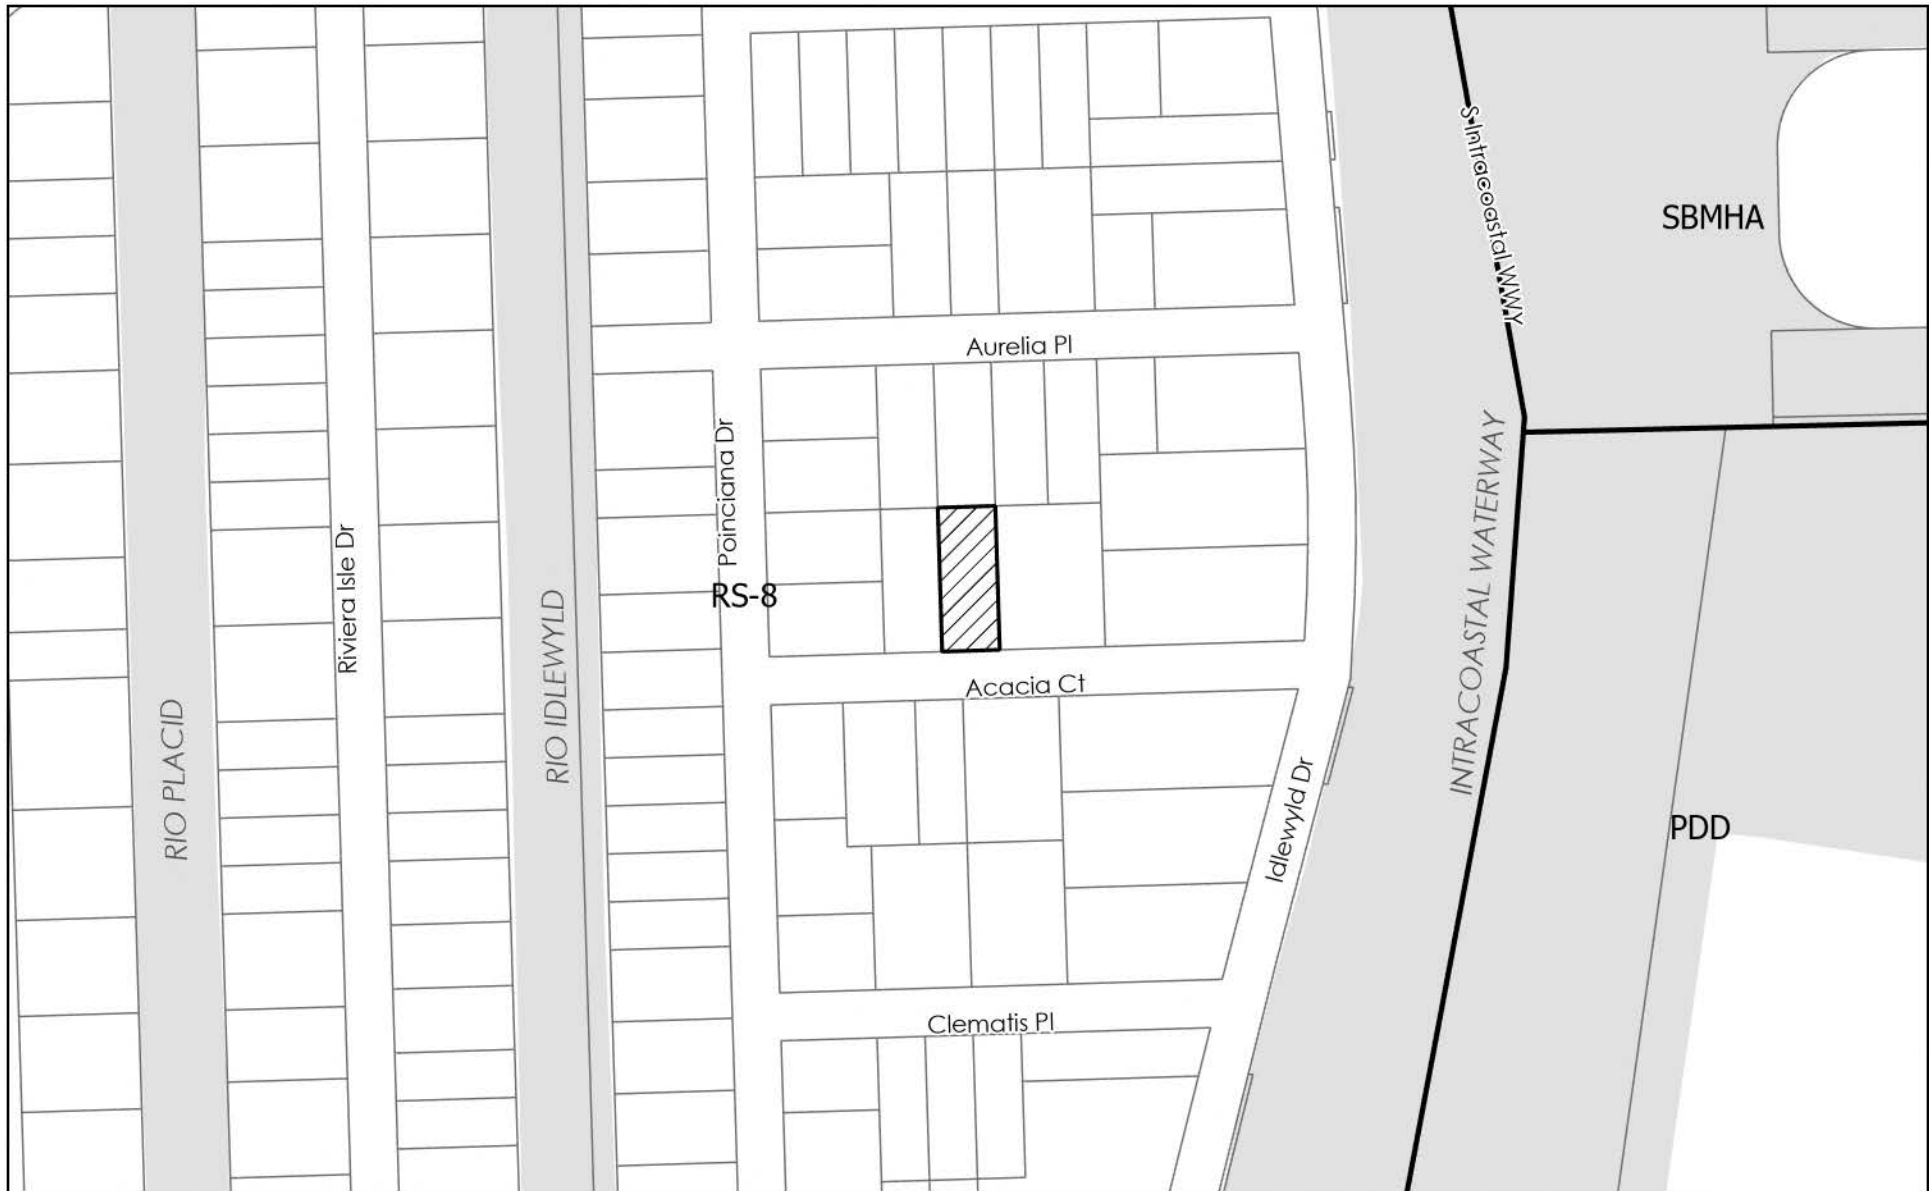 S Intracoastal WWY
SBMHA
Aurelia Pl
Poinciana Dr
INTRACOASTAL WATERWAY
Riviera Isle Dr
RS-8
RIO IDLEWYLD
Acacia Ct
RIO PLACID
Idlewyld Dr
PDD
Clematis Pl